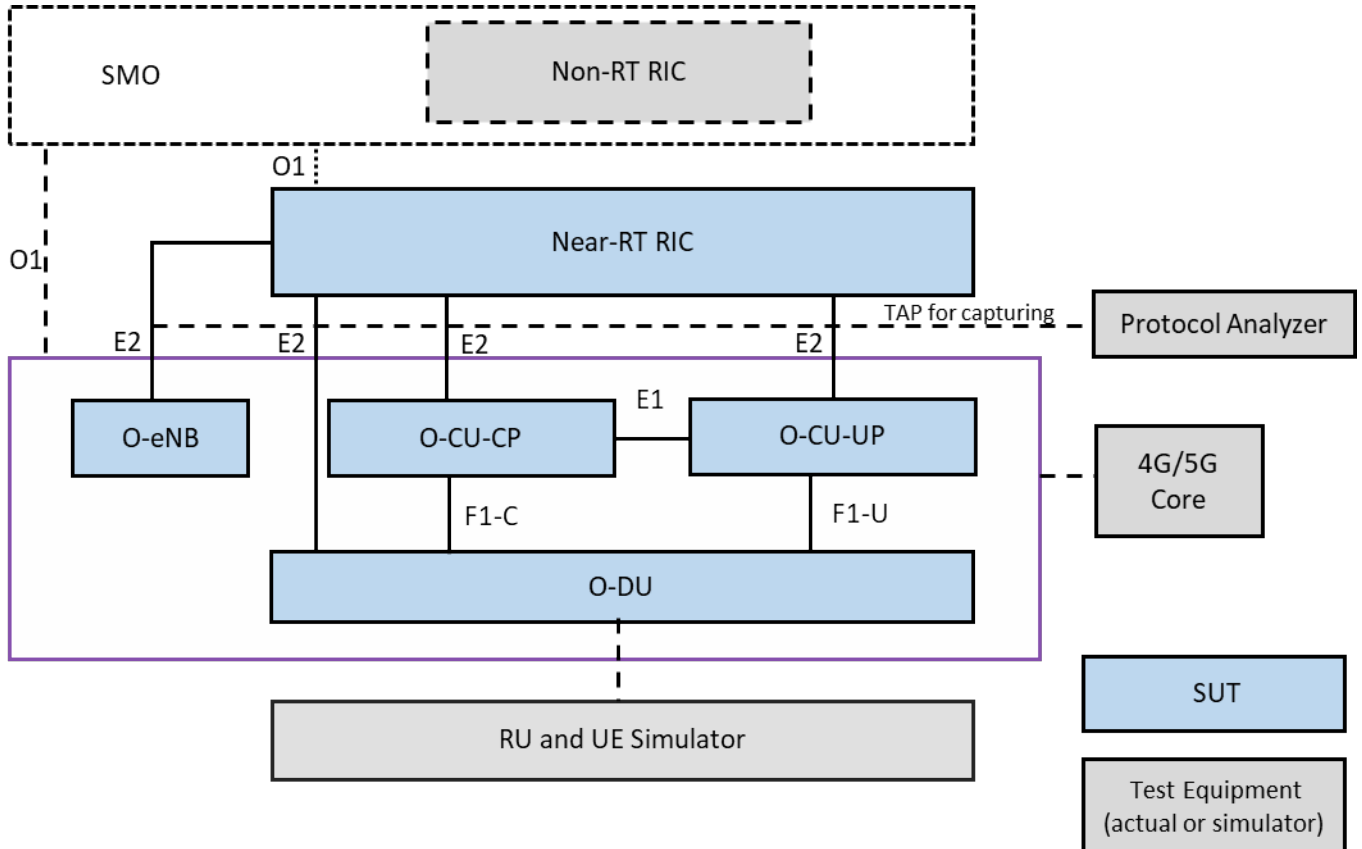 SMO
Non-RT RIC
O1
Near-RT RIC
O1
TAP for capturing
Protocol Analyzer
E2
E2
E2
E2
E1
O-eNB
O-CU-CP
O-CU-UP
4G/5G
Core
F1-C
F1-U
O-DU
SUT
RU and UE Simulator
Test Equipment
(actual or simulator)